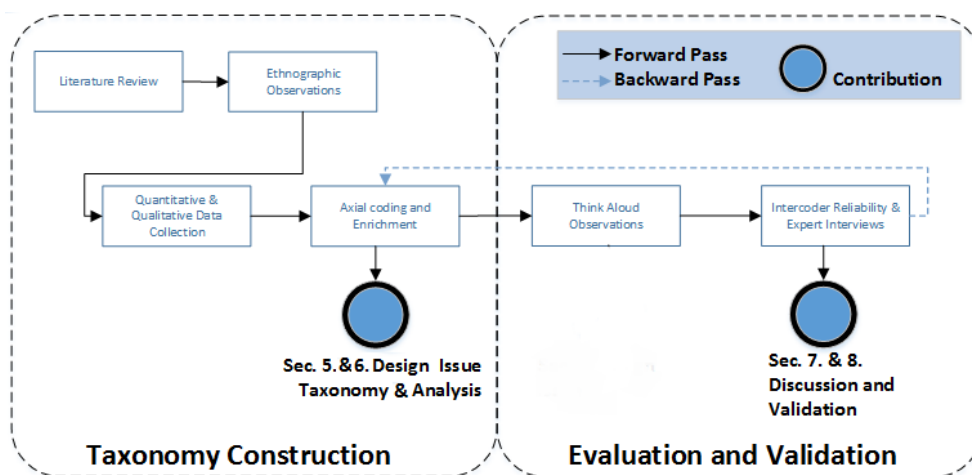 Literature Review
Ethnographic
Observations
Forward Pass
Backward Pass
Contribution
Quantitative &
Qualitative Data
Collection
Axial coding and
Enrichment
Think Aloud
Observations
Intercoder Reliability &
Expert Interviews
Sec. 5.&6. Design Issue
Taxonomy & Analysis
Sec. 7. & 8.
Discussion and
Validation
Taxonomy Construction
Evaluation and Validation